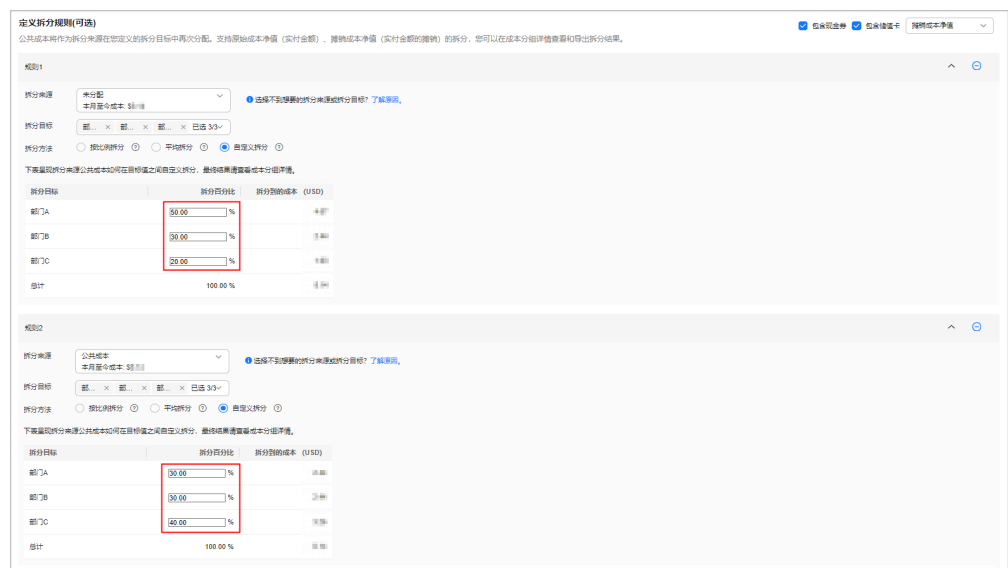 定义拆分规则(可选)
包含现金券 包含储值卡 摊销成本净值
公共成本将作为拆分来源在您定义的拆分目标中再次分配。支持原始成本净值（实付金额）、摊销成本净值（实付金额的摊销）的拆分，您可以在成本分组详情查看和导出拆分结果。
规则1
拆分来源
未分配
本月至今成本: $
选择不到想要的拆分来源或拆分目标？了解原因。
拆分目标 部... × 部... × 部... × 已选 3/3
拆分方法 按比例拆分 平均拆分 自定义拆分
下表呈现拆分来源公共成本如何在目标值之间自定义拆分，最终结果请查看成本分组详情。
拆分目标 拆分百分比 拆分到的成本 (USD)
部门A 50.00 %
部门B 30.00 %
部门C 20.00 %
总计 100.00 %
规则2
拆分来源
公共成本
本月至今成本: $
选择不到想要的拆分来源或拆分目标？了解原因。
拆分目标 部... × 部... × 部... × 已选 3/3
拆分方法 按比例拆分 平均拆分 自定义拆分
下表呈现拆分来源公共成本如何在目标值之间自定义拆分，最终结果请查看成本分组详情。
拆分目标 拆分百分比 拆分到的成本 (USD)
部门A 30.00 %
部门B 30.00 %
部门C 40.00 %
总计 100.00 %